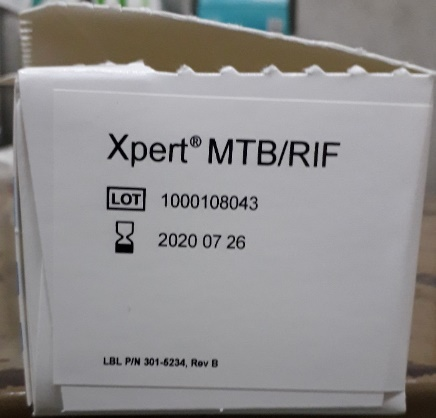 Xpert® MTB/RIF
LOT 1000108043
2020 07 26
LBL P/N 301-5234, Rev B